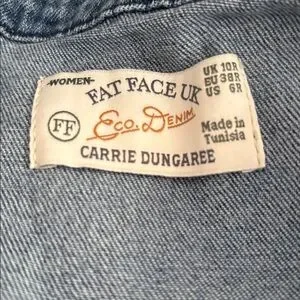 WOMEN
FAT FACE UK
UK 10R
EU 38R
US 6R
FF
Eco. Denim
Made in
Tunisia
CARRIE DUNGAREE